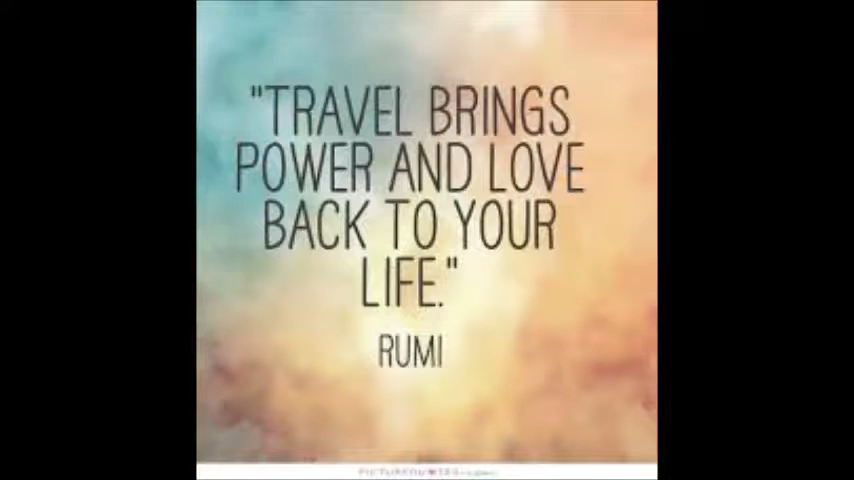 "TRAVEL BRINGS
POWER AND LOVE
BACK TO YOUR
LIFE."
RUMI